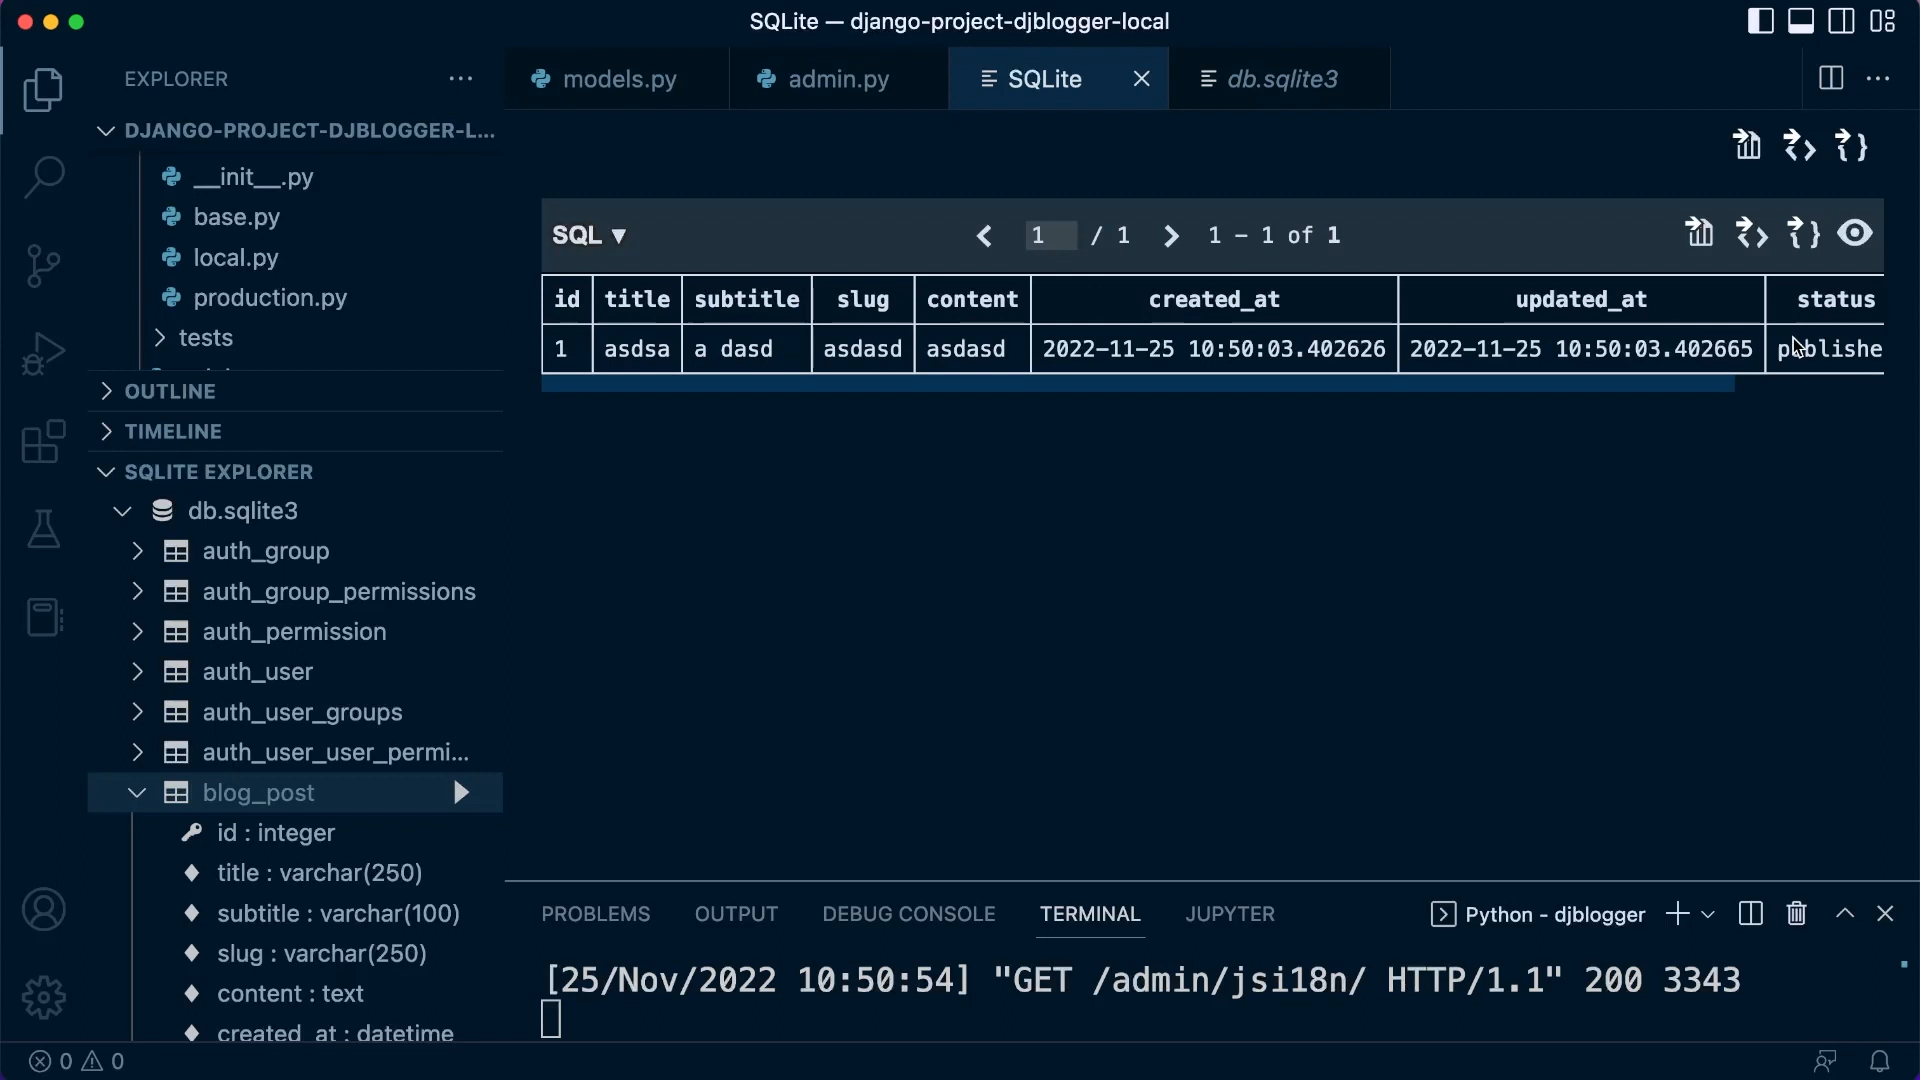 SQLite — django-project-djblogger-local
EXPLORER
DJANGO-PROJECT-DJBLOGGER-L...
__init__.py
base.py
local.py
production.py
tests
OUTLINE
TIMELINE
SQLITE EXPLORER
db.sqlite3
auth_group
auth_group_permissions
auth_permission
auth_user
auth_user_groups
auth_user_user_permi...
blog_post
id : integer
title : varchar(250)
subtitle : varchar(100)
slug : varchar(250)
content : text
created_at : datetime
models.py admin.py SQLite db.sqlite3
SQL ▼ 1 / 1 1 – 1 of 1
id title subtitle slug content created_at updated_at status
1 asdsa a dasd asdasd asdasd 2022-11-25 10:50:03.402626 2022-11-25 10:50:03.402665 publishe
PROBLEMS OUTPUT DEBUG CONSOLE TERMINAL JUPYTER Python - djblogger
[25/Nov/2022 10:50:54] "GET /admin/jsi18n/ HTTP/1.1" 200 3343
0 0